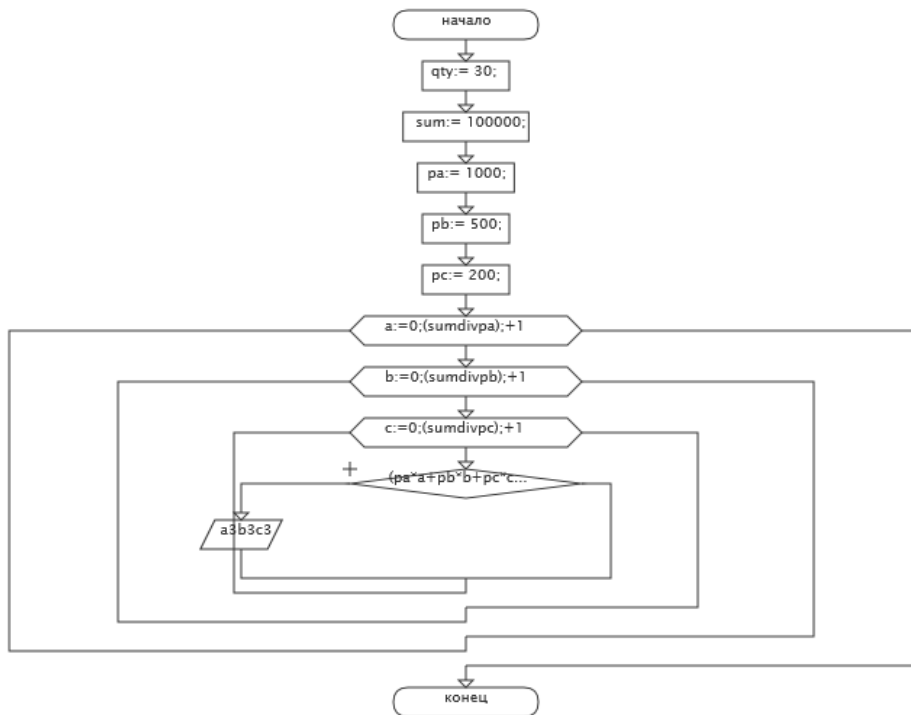 начало
qty:= 30;
sum:= 100000;
pa:= 1000;
pb:= 500;
pc:= 200;
a:=0;(sumdivpa);+1
b:=0;(sumdivpb);+1
c:=0;(sumdivpc);+1
+
(pa*a+pb*b+pc*c...
a3b3c3
конец